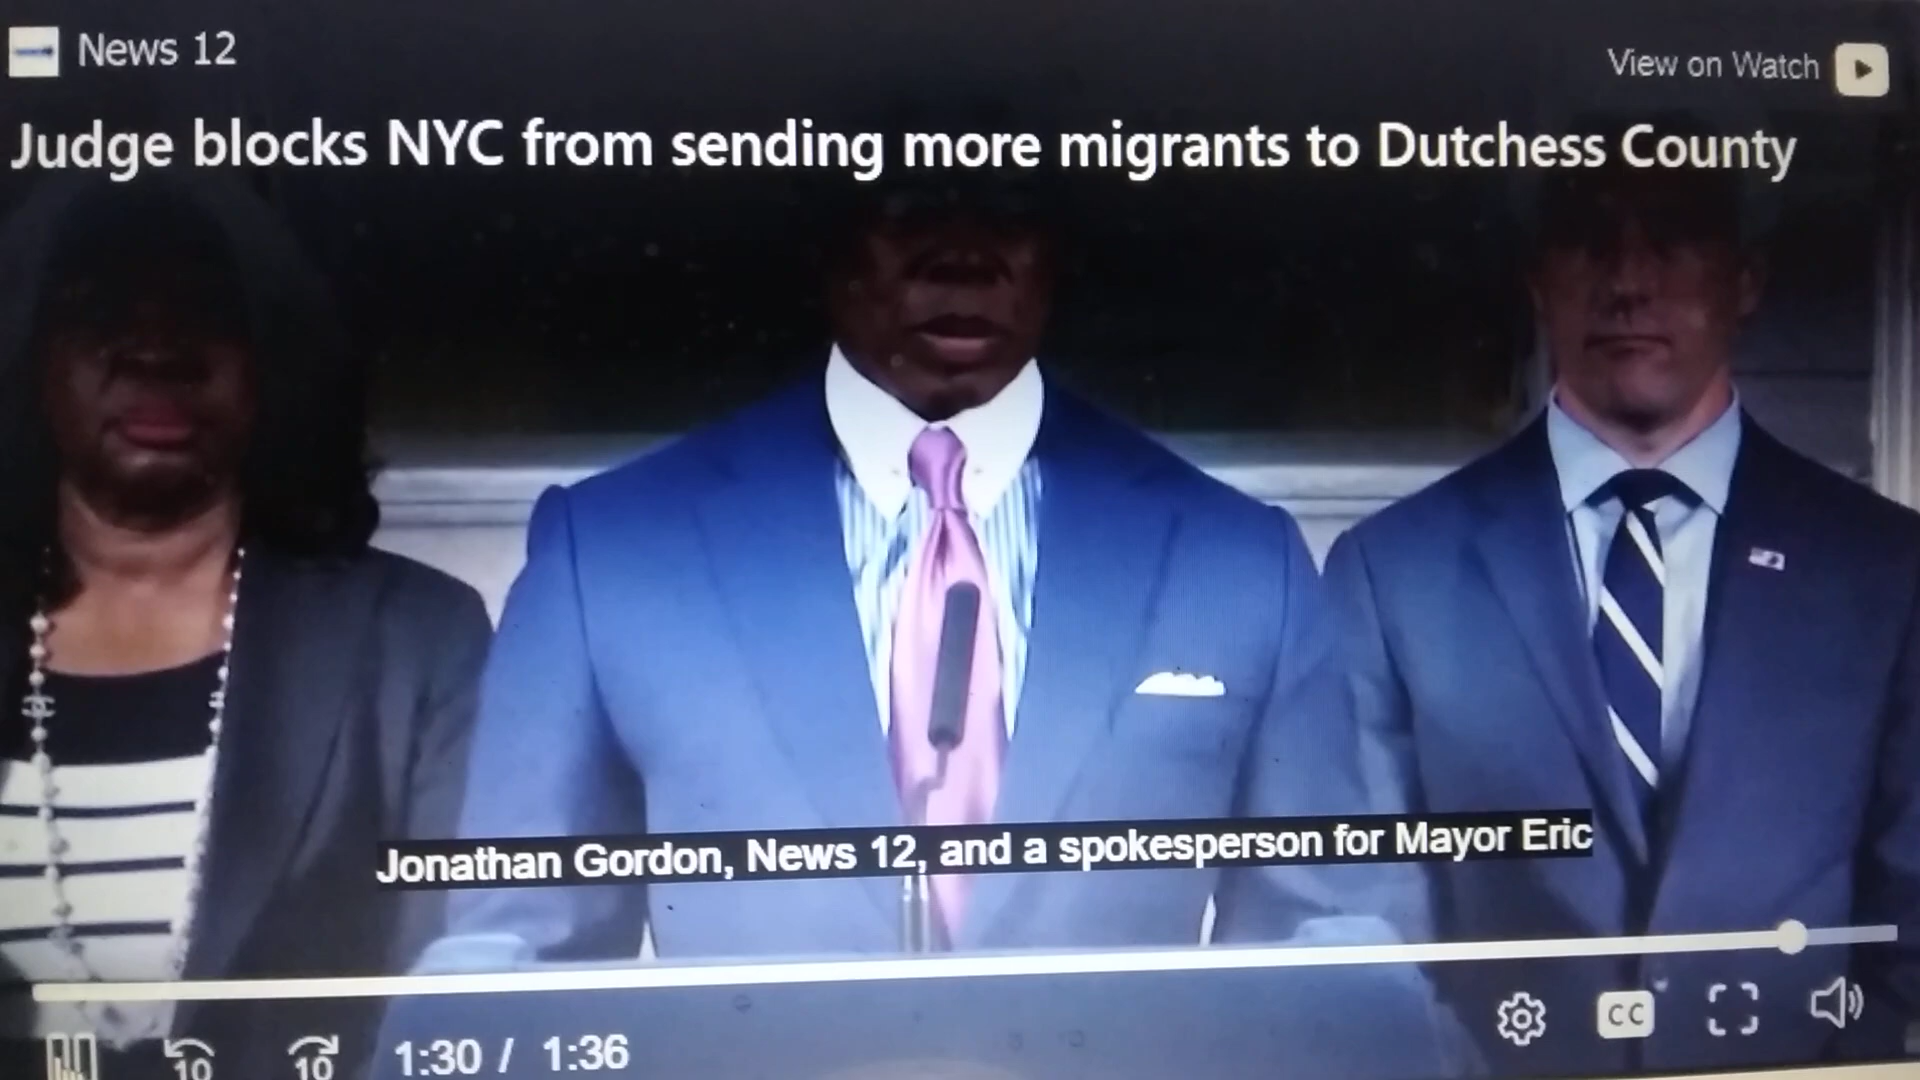 News 12
View on Watch
Judge blocks NYC from sending more migrants to Dutchess County
Jonathan Gordon, News 12, and a spokesperson for Mayor Eric
10
10
1:30 / 1:36
CC